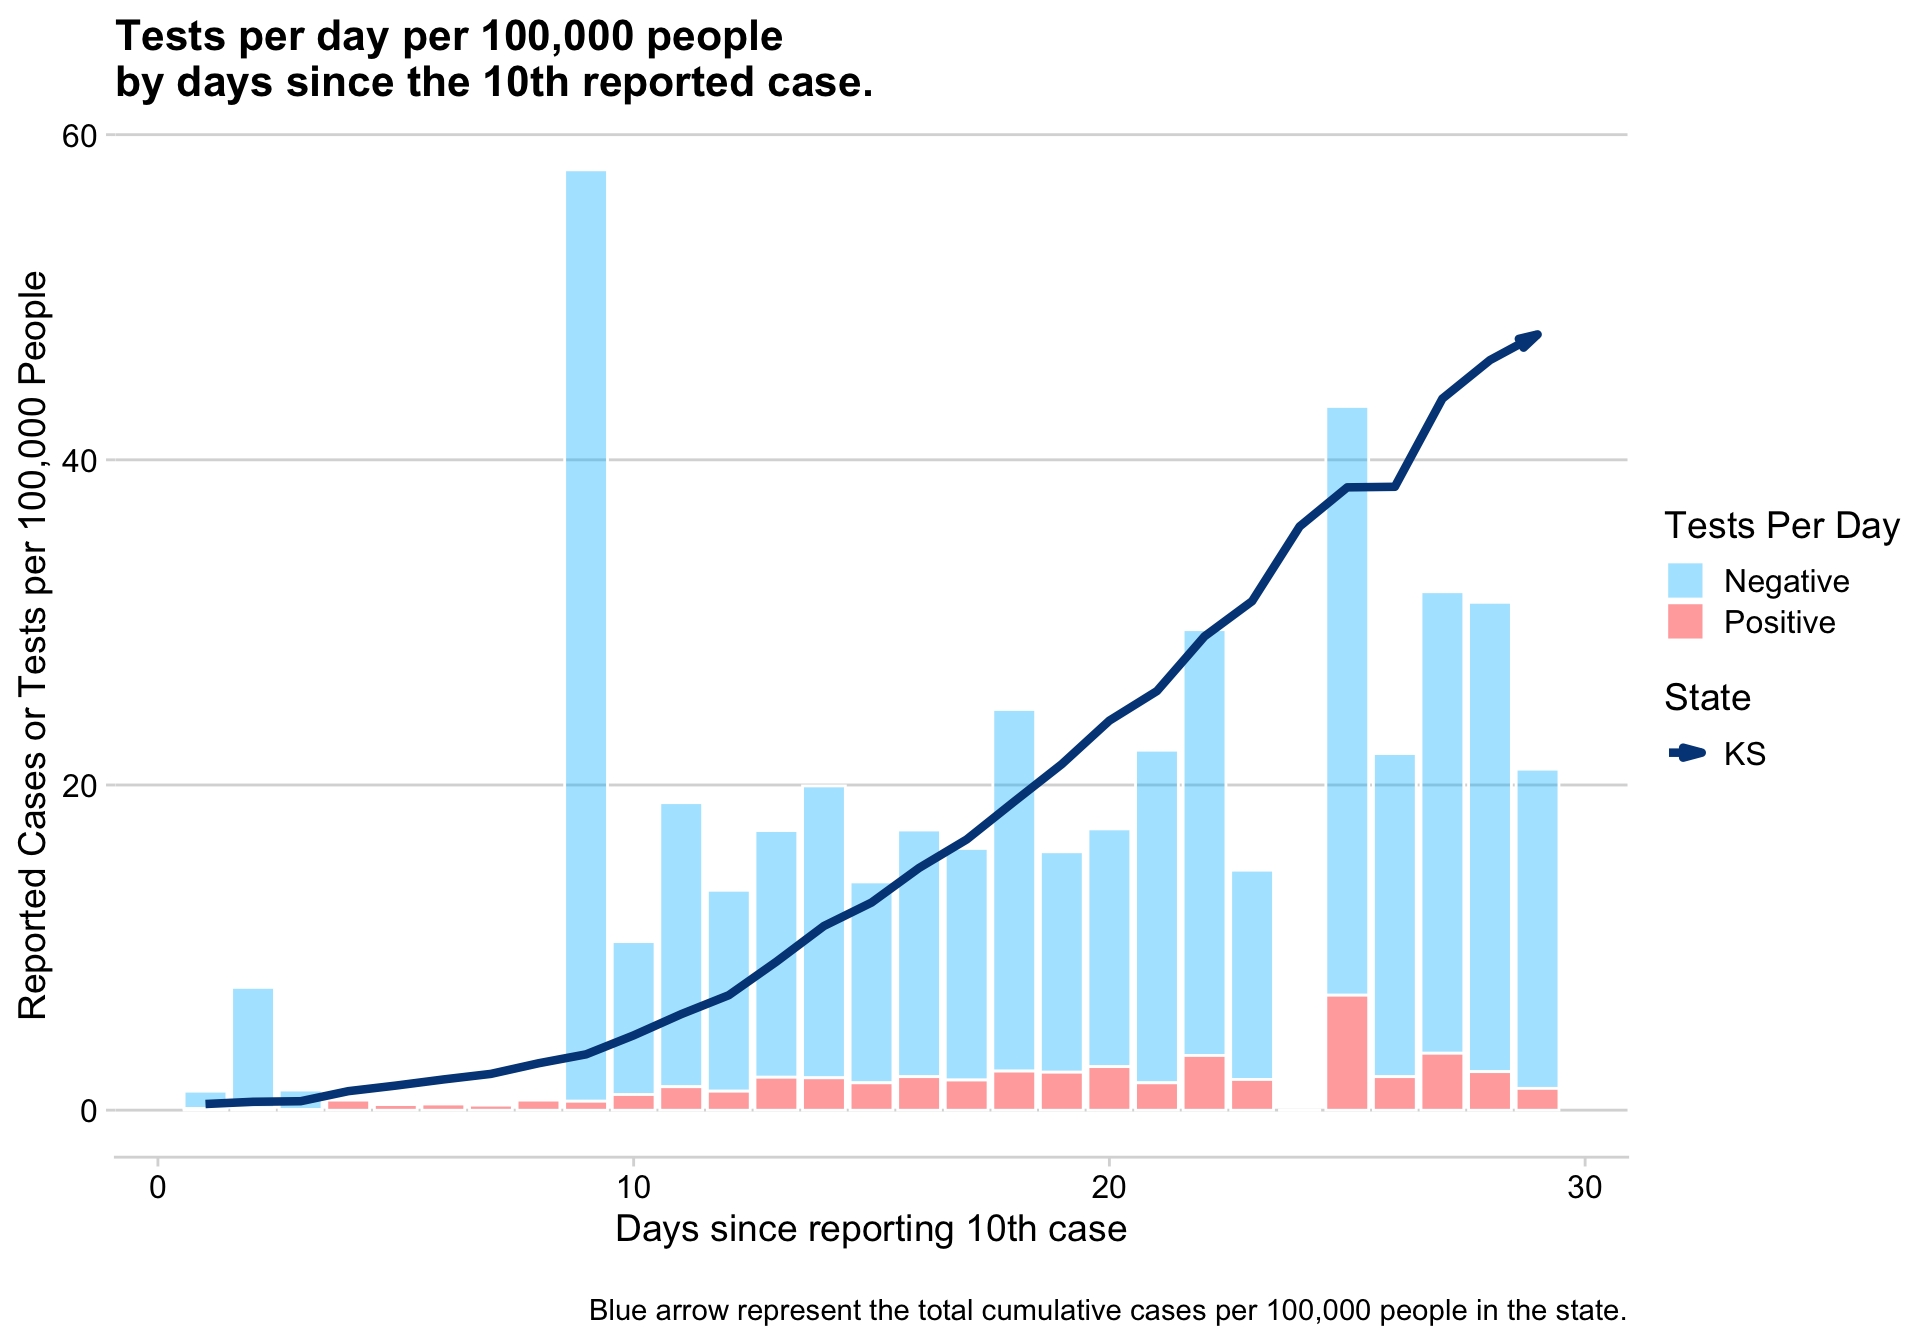 Tests per day per 100,000 people
by days since the 10th reported case.
Reported Cases or Tests per 100,000 People
60
40
20
0
0
10
20
30
Days since reporting 10th case
Tests Per Day
Negative
Positive
State
KS
Blue arrow represent the total cumulative cases per 100,000 people in the state.